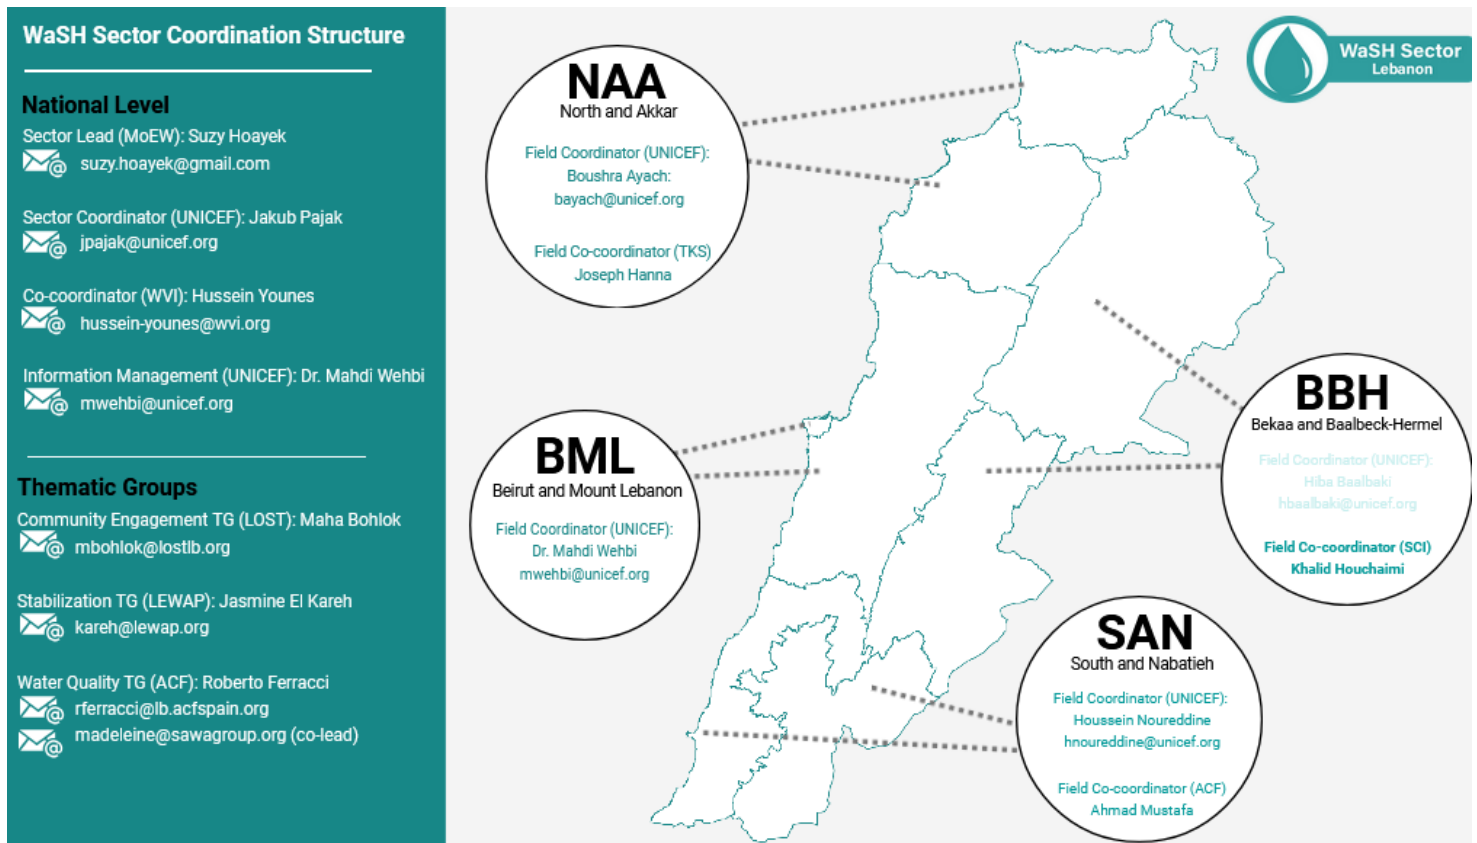 WaSH Sector Coordination Structure
National Level
Sector Lead (MoEW): Suzy Hoayek
suzy.hoayek@gmail.com
Sector Coordinator (UNICEF): Jakub Pajak
jpajak@unicef.org
Co-coordinator (WVI): Hussein Younes
hussein-younes@wvi.org
Information Management (UNICEF): Dr. Mahdi Wehbi
mwehbi@unicef.org
Thematic Groups
Community Engagement TG (LOST): Maha Bohlok
mbohlok@lostlb.org
Stabilization TG (LEWAP): Jasmine El Kareh
kareh@lewap.org
Water Quality TG (ACF): Roberto Ferracci
rferracci@lb.acfspain.org
madeleine@sawagroup.org (co-lead)
NAA
North and Akkar
Field Coordinator (UNICEF):
Boushra Ayach:
bayach@unicef.org
Field Co-coordinator (TKS)
Joseph Hanna
WaSH Sector
Lebanon
BML
Beirut and Mount Lebanon
Field Coordinator (UNICEF):
Dr. Mahdi Wehbi
mwehbi@unicef.org
BBH
Bekaa and Baalbeck-Hermel
Field Coordinator (UNICEF):
Hiba Baalbaki
hbaalbaki@unicef.org
Field Co-coordinator (SCI)
Khalid Houchaimi
SAN
South and Nabatieh
Field Coordinator (UNICEF):
Houssein Noureddine
hnoureddine@unicef.org
Field Co-coordinator (ACF)
Ahmad Mustafa